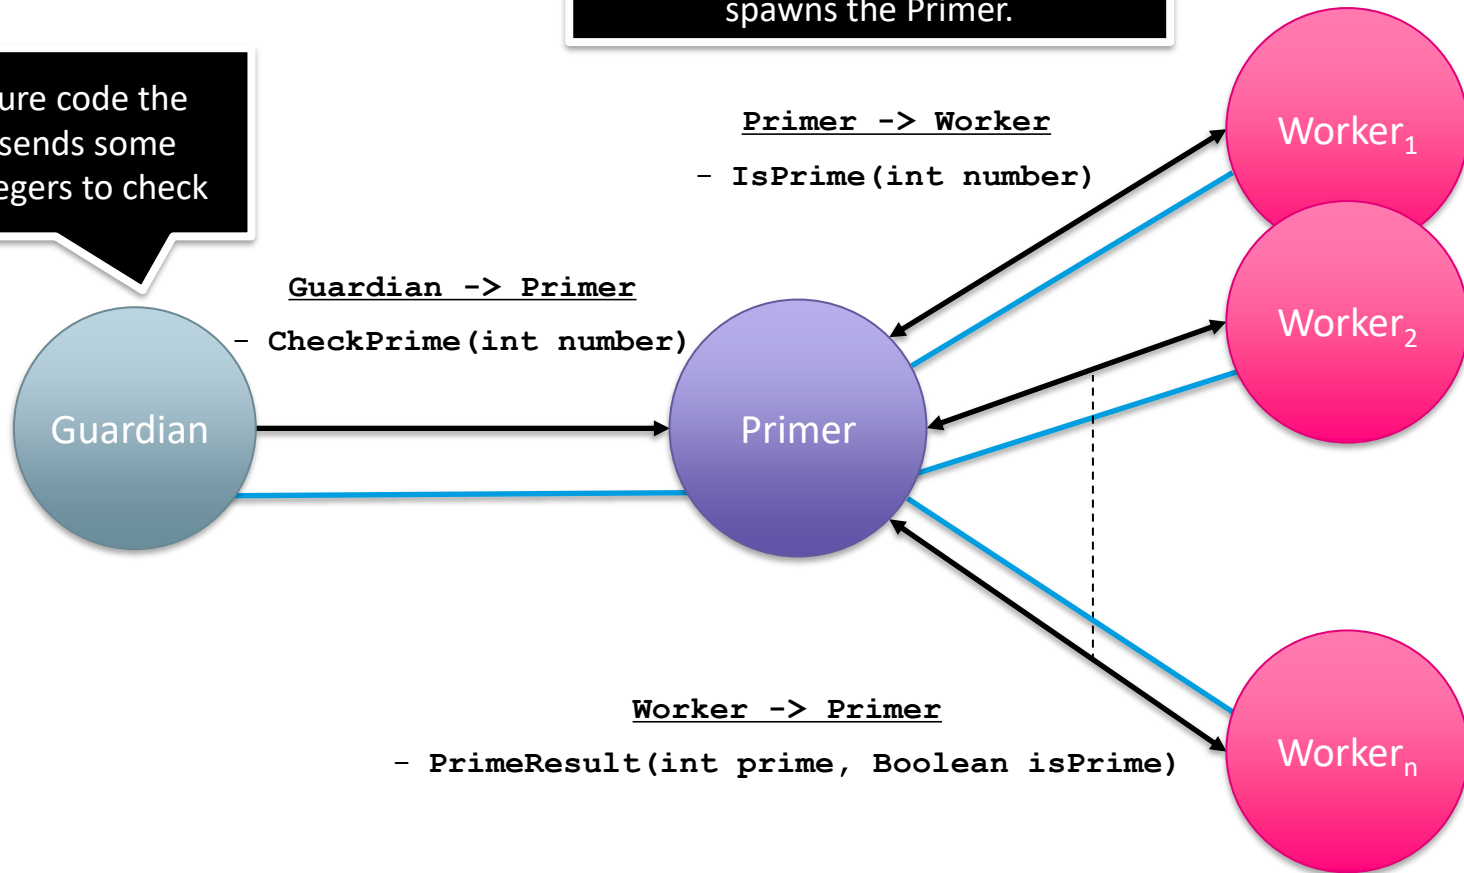 spawns the Primer.
ure code the
sends some
egers to check
Primer -> Worker
- IsPrime(int number)
Worker1
Guardian -> Primer
- CheckPrime(int number)
Worker2
Guardian
Primer
Worker -> Primer
- PrimeResult(int prime, Boolean isPrime)
Workern